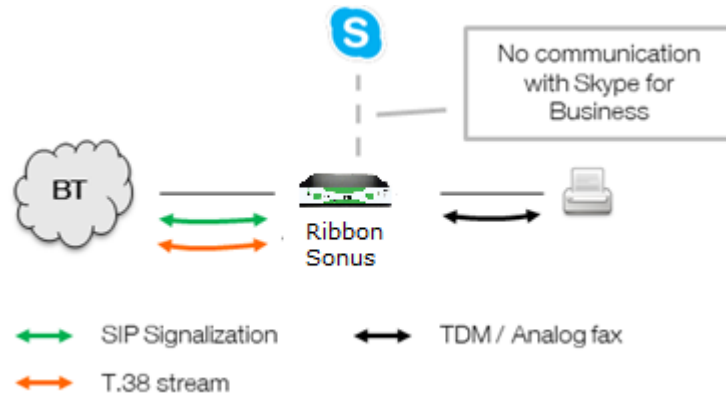 S
No communication
with Skype for
Business
BT
Ribbon
Sonus
SIP Signalization
TDM / Analog fax
T.38 stream